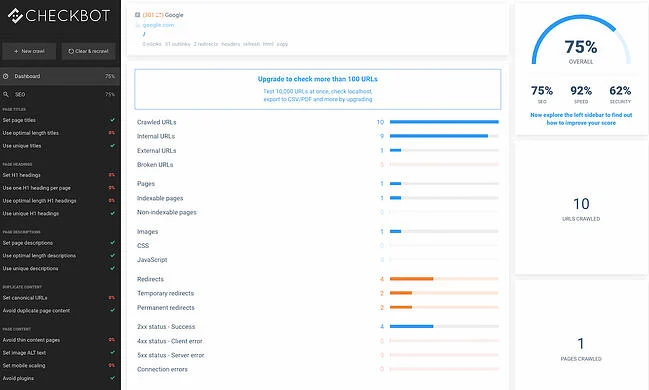 CHECKBOT
+ New crawl
Clear & recrawl
Dashboard 75%
SEO 75%
PAGE TITLES
Set page titles
Use optimal length titles 0%
Use unique titles
PAGE HEADINGS
Set H1 headings 0%
Use one H1 heading per page 0%
Use optimal length H1 headings 0%
Use unique H1 headings
PAGE DESCRIPTIONS
Set page descriptions
Use optimal length descriptions
Use unique descriptions
DUPLICATE CONTENT
Set canonical URLs 0%
Avoid duplicate page content
PAGE CONTENT
Avoid thin content pages 0%
Set image ALT text
Set mobile scaling 0%
Avoid plugins
Google
google.com
/
0 inlinks 31 outlinks 2 redirects headers refresh html copy
Upgrade to check more than 100 URLs
Test 10,000 URLs at once, check localhost,
export to CSV/PDF and more by upgrading
Crawled URLs 10
Internal URLs 9
External URLs 1
Broken URLs 0
Pages 1
Indexable pages 1
Non-indexable pages 0
Images 1
CSS 0
JavaScript 0
Redirects 4
Temporary redirects 2
Permanent redirects 2
2xx status - Success 4
4xx status - Client error 0
5xx status - Server error 0
Connection errors 0
75%
OVERALL
75% 92% 62%
SEO SPEED SECURITY
Now explore the left sidebar to find out
how to improve your score
10
URLS CRAWLED
1
PAGES CRAWLED